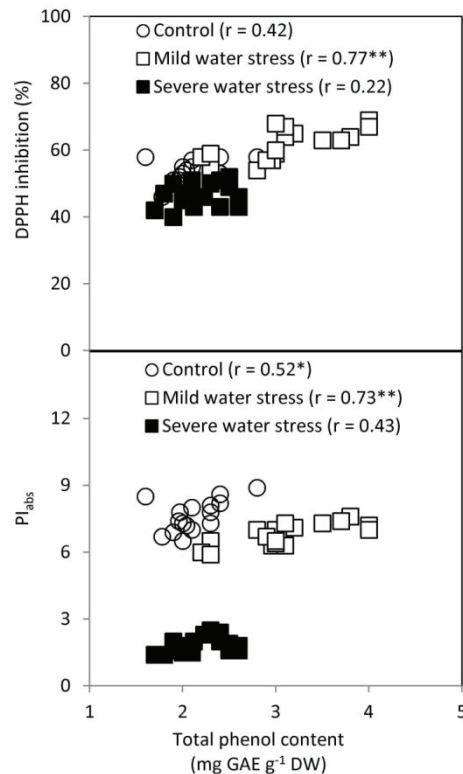 100
80
60
40
20
0
DPPH inhibition (%)
Control (r = 0.42)
Mild water stress (r = 0.77**)
Severe water stress (r = 0.22)
12
9
6
3
0
PIabs
Control (r = 0.52*)
Mild water stress (r = 0.73**)
Severe water stress (r = 0.43)
1 2 3 4 5
Total phenol content
(mg GAE g⁻¹ DW)